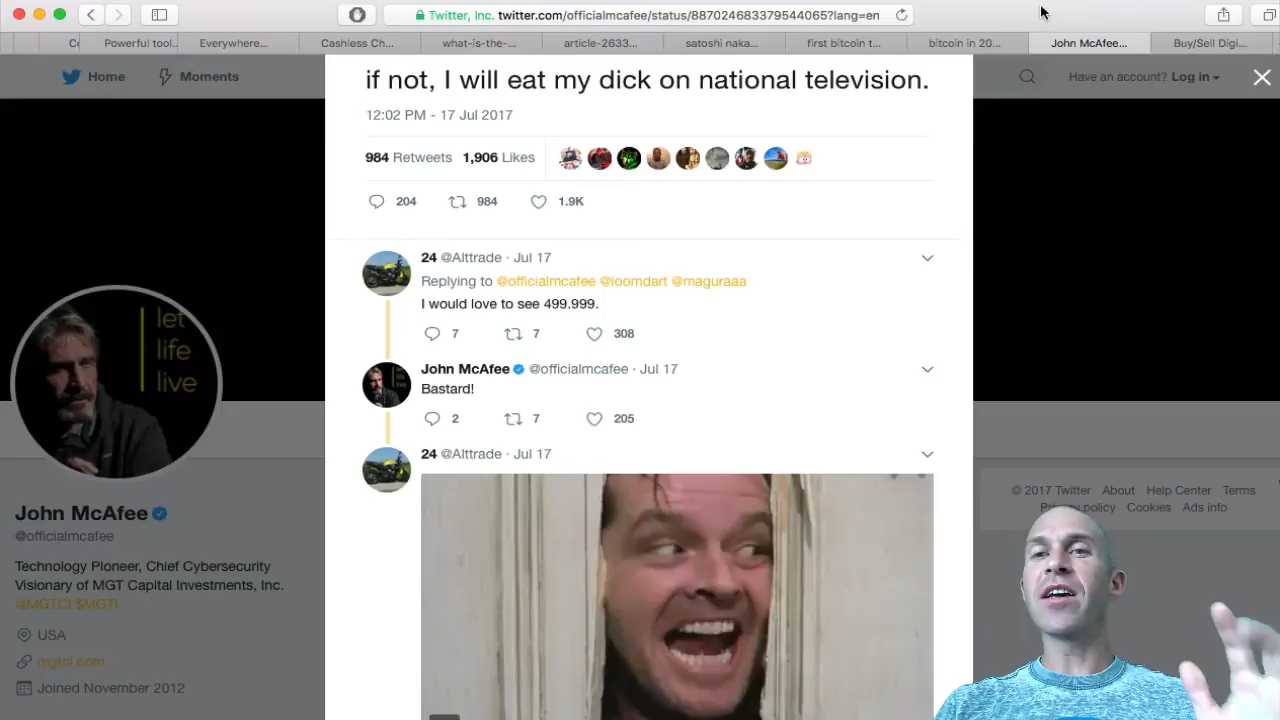 Twitter, Inc. twitter.com/officialmcafee/status/887024683379544065?lang=en
Powerful tool... Everywhere... Cashless Ch... what-is-the-... article-2633... satoshi naka... first bitcoin t... bitcoin in 20... John McAfee... Buy/Sell Digi...
Home Moments
Have an account? Log in
if not, I will eat my dick on national television.
12:02 PM - 17 Jul 2017
984 Retweets 1,906 Likes
204 984 1.9K
24 @Alttrade · Jul 17
Replying to @officialmcafee @loomdart @maguraaa
I would love to see 499.999.
7 7 308
John McAfee @officialmcafee · Jul 17
Bastard!
2 7 205
24 @Alttrade · Jul 17
let
life
live
John McAfee
@officialmcafee
Technology Pioneer, Chief Cybersecurity
Visionary of MGT Capital Investments, Inc.
@MGTCI $MGTI
USA
mgtci.com
Joined November 2012
© 2017 Twitter About Help Center Terms
policy Cookies Ads info